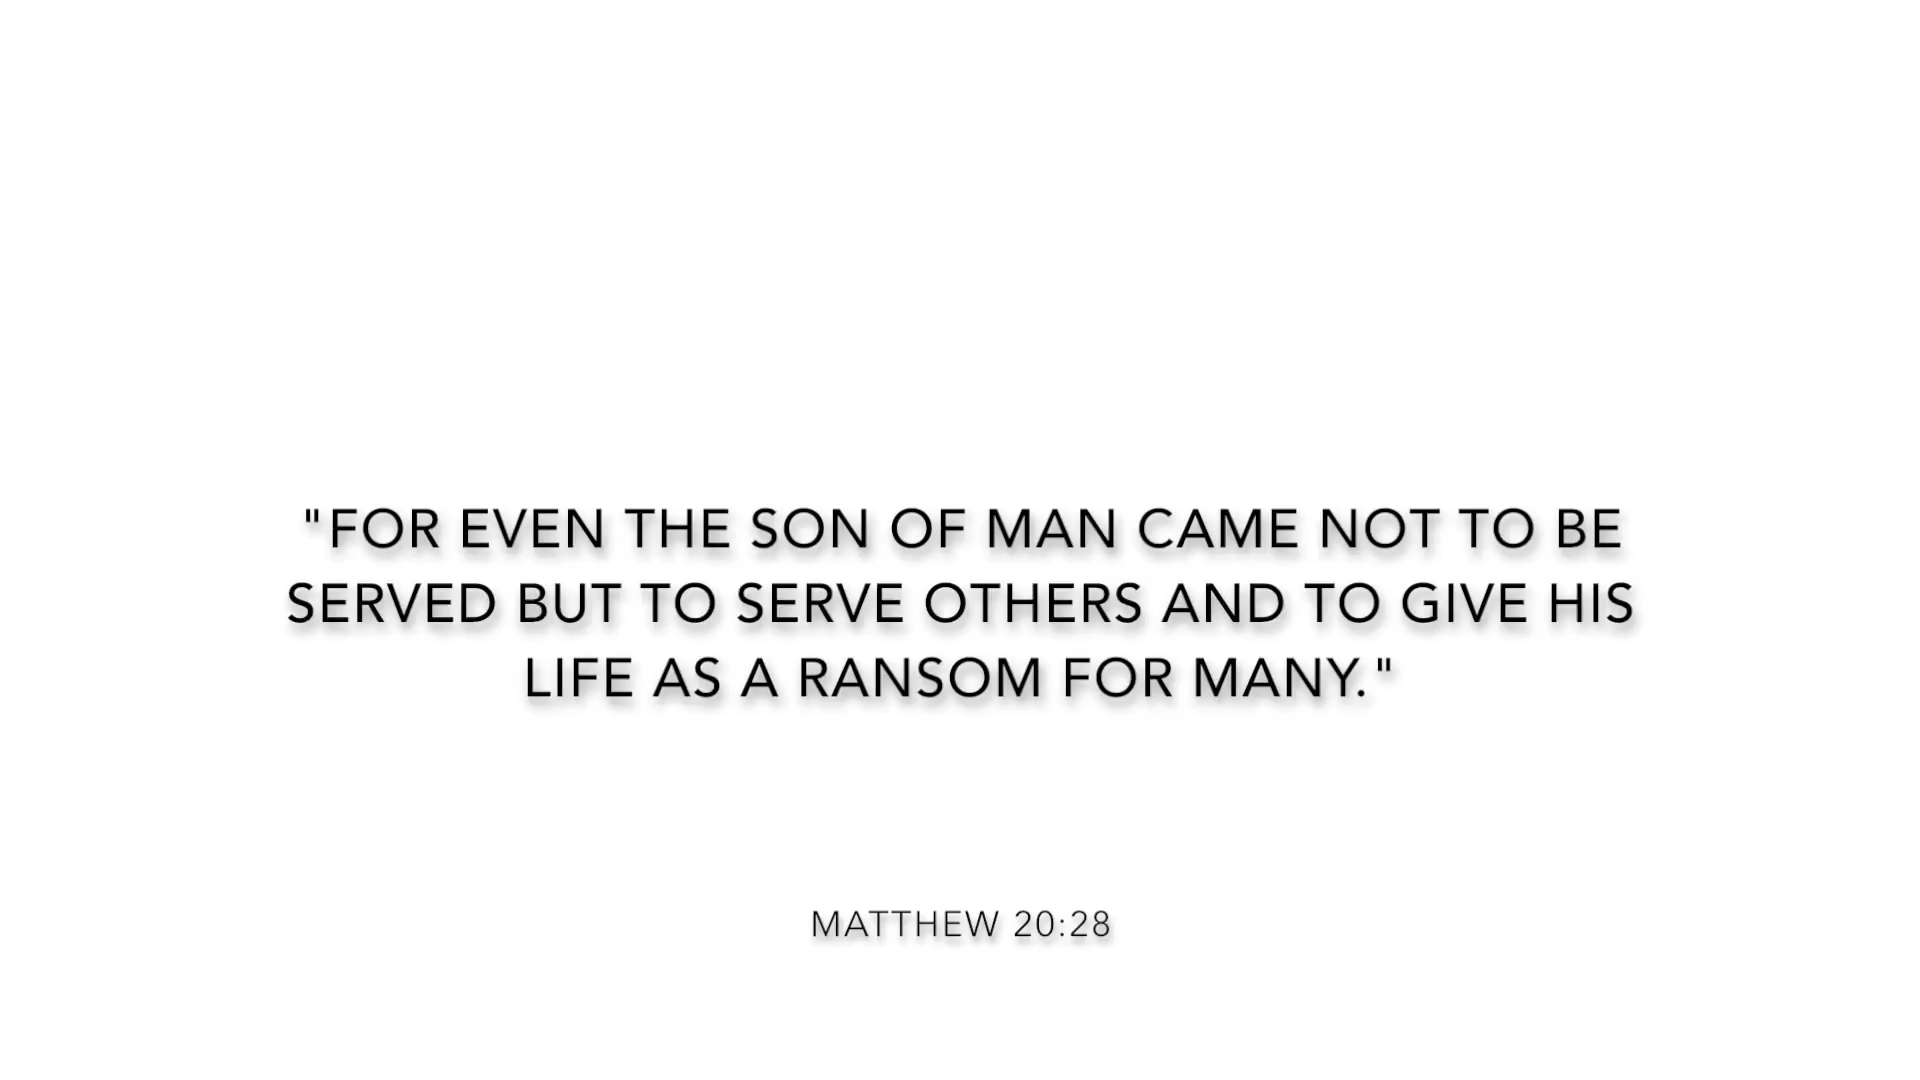 "FOR EVEN THE SON OF MAN CAME NOT TO BE
SERVED BUT TO SERVE OTHERS AND TO GIVE HIS
LIFE AS A RANSOM FOR MANY."
MATTHEW 20:28